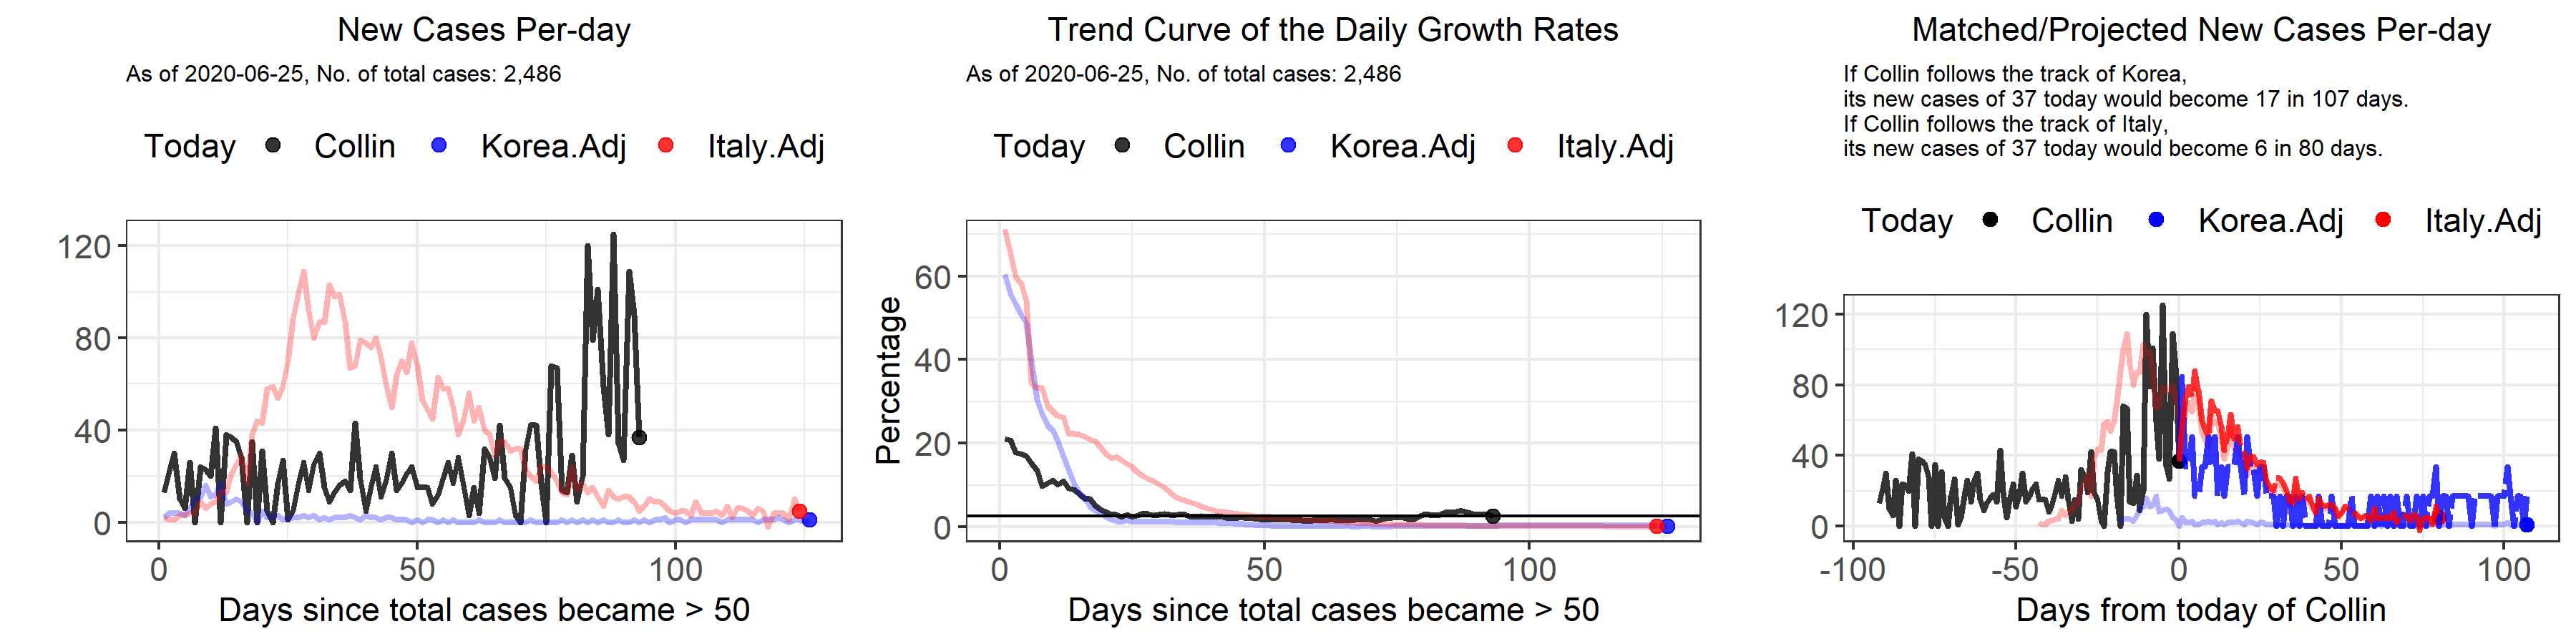 New Cases Per-day
As of 2020-06-25, No. of total cases: 2,486
Today Collin Korea.Adj Italy.Adj
120
80
40
0
0 50 100
Days since total cases became > 50
Trend Curve of the Daily Growth Rates
As of 2020-06-25, No. of total cases: 2,486
Today Collin Korea.Adj Italy.Adj
Percentage
60
40
20
0
0 50 100
Days since total cases became > 50
Matched/Projected New Cases Per-day
If Collin follows the track of Korea,
its new cases of 37 today would become 17 in 107 days.
If Collin follows the track of Italy,
its new cases of 37 today would become 6 in 80 days.
Today Collin Korea.Adj Italy.Adj
120
80
40
0
-100 -50 0 50 100
Days from today of Collin